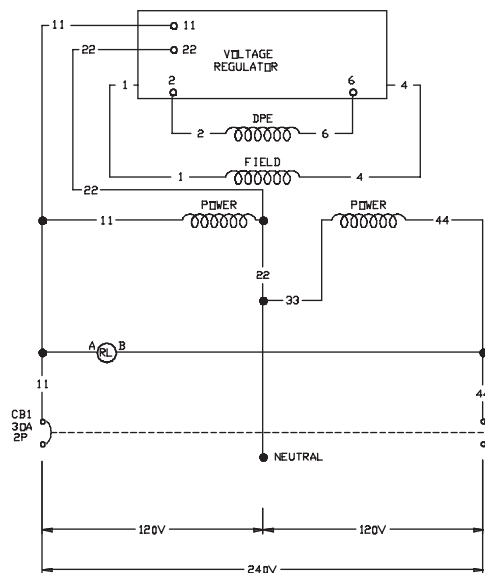 11
11
22
22
VOLTAGE
REGULATOR
1
2
6
4
DPE
2
6
FIELD
1
4
22
POWER
POWER
11
44
22
33
A
RL
B
11
44
CB1
30A
2P
NEUTRAL
120V
120V
240V